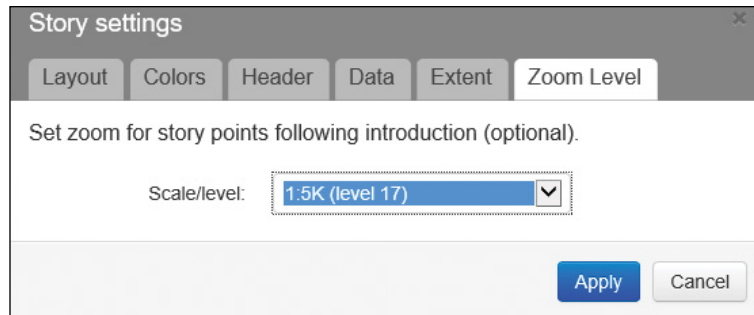 Story settings
Layout Colors Header Data Extent Zoom Level
Set zoom for story points following introduction (optional).
Scale/level: 1:5K (level 17)
Apply Cancel